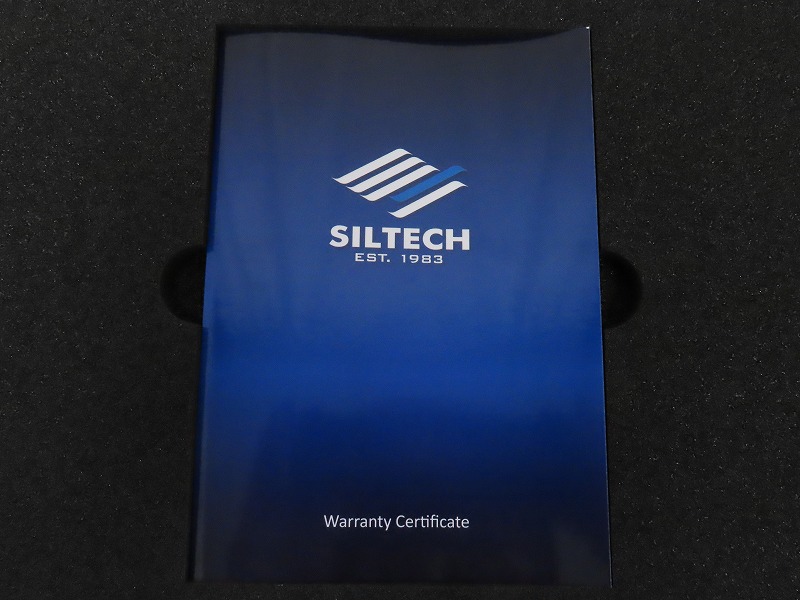 SILTECH
EST. 1983
Warranty Certificate